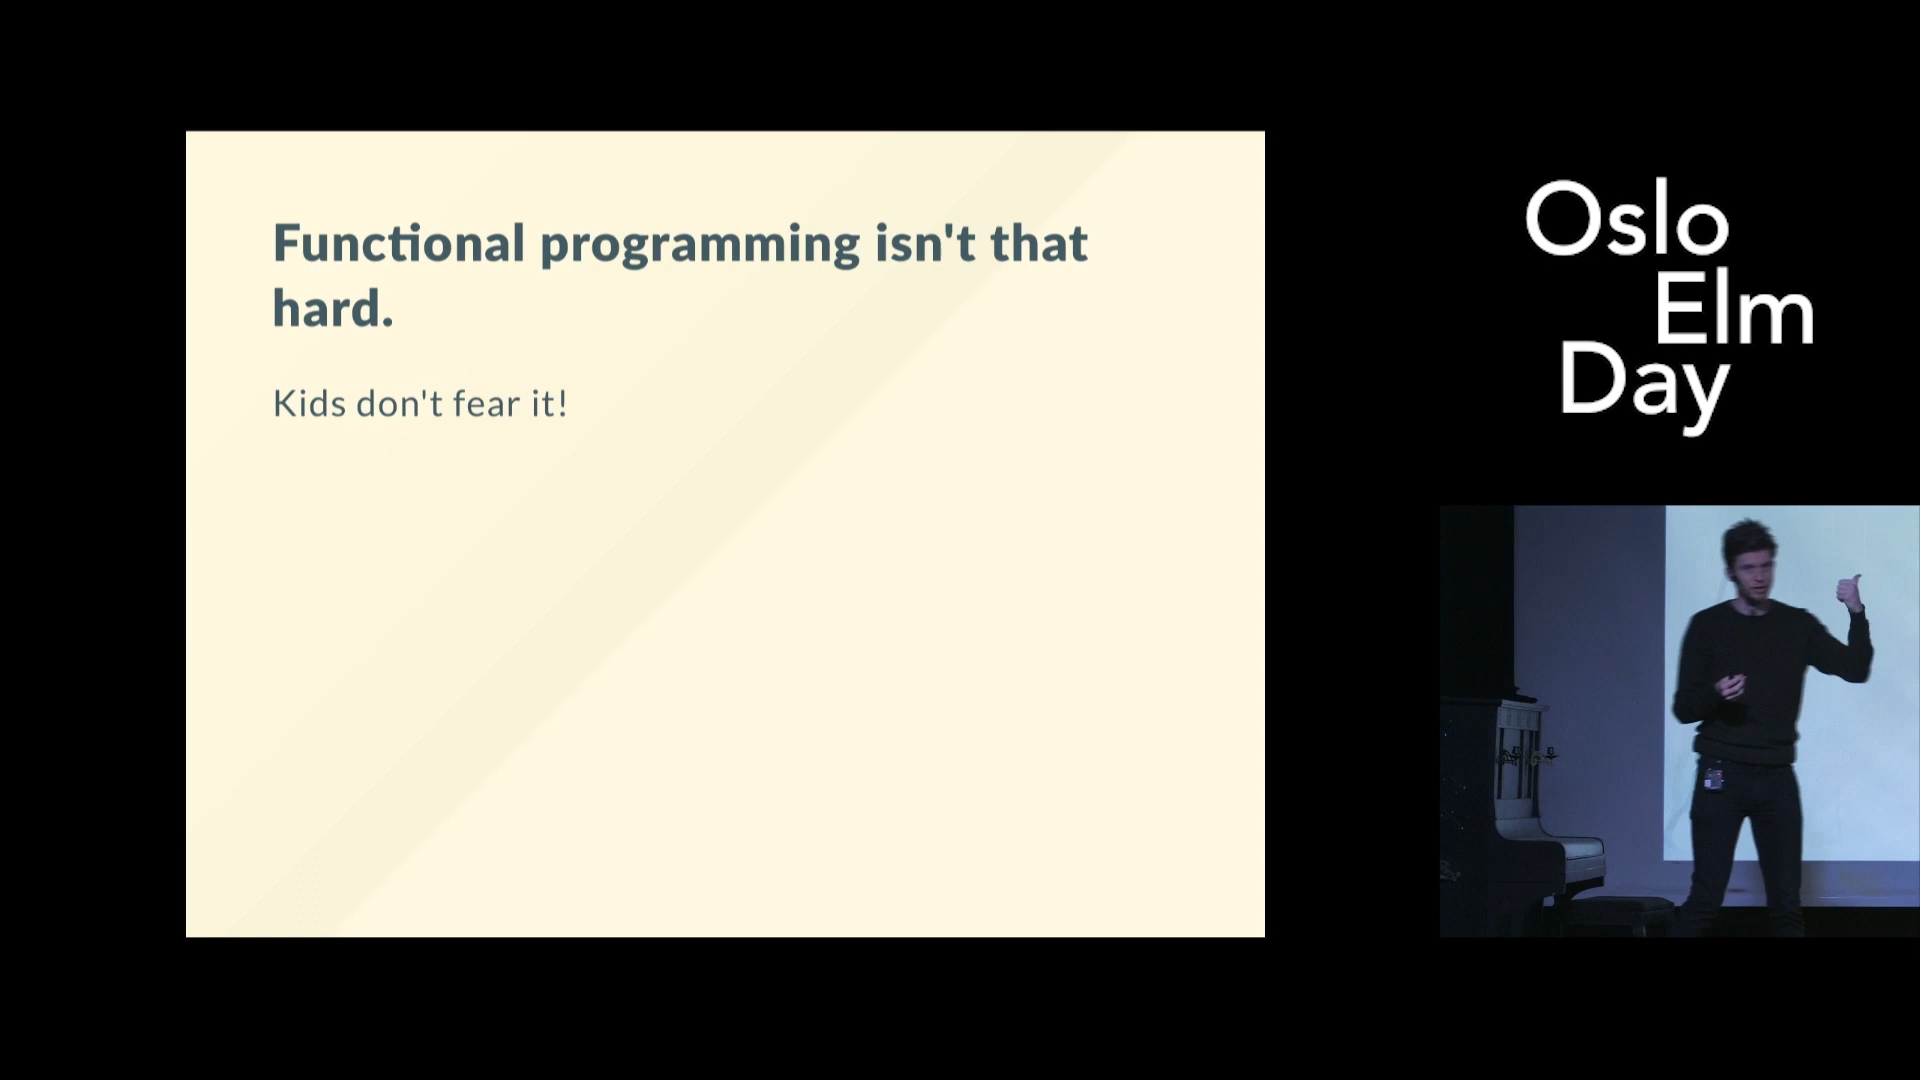 Functional programming isn't that
hard.
Kids don't fear it!
Oslo
Elm
Day